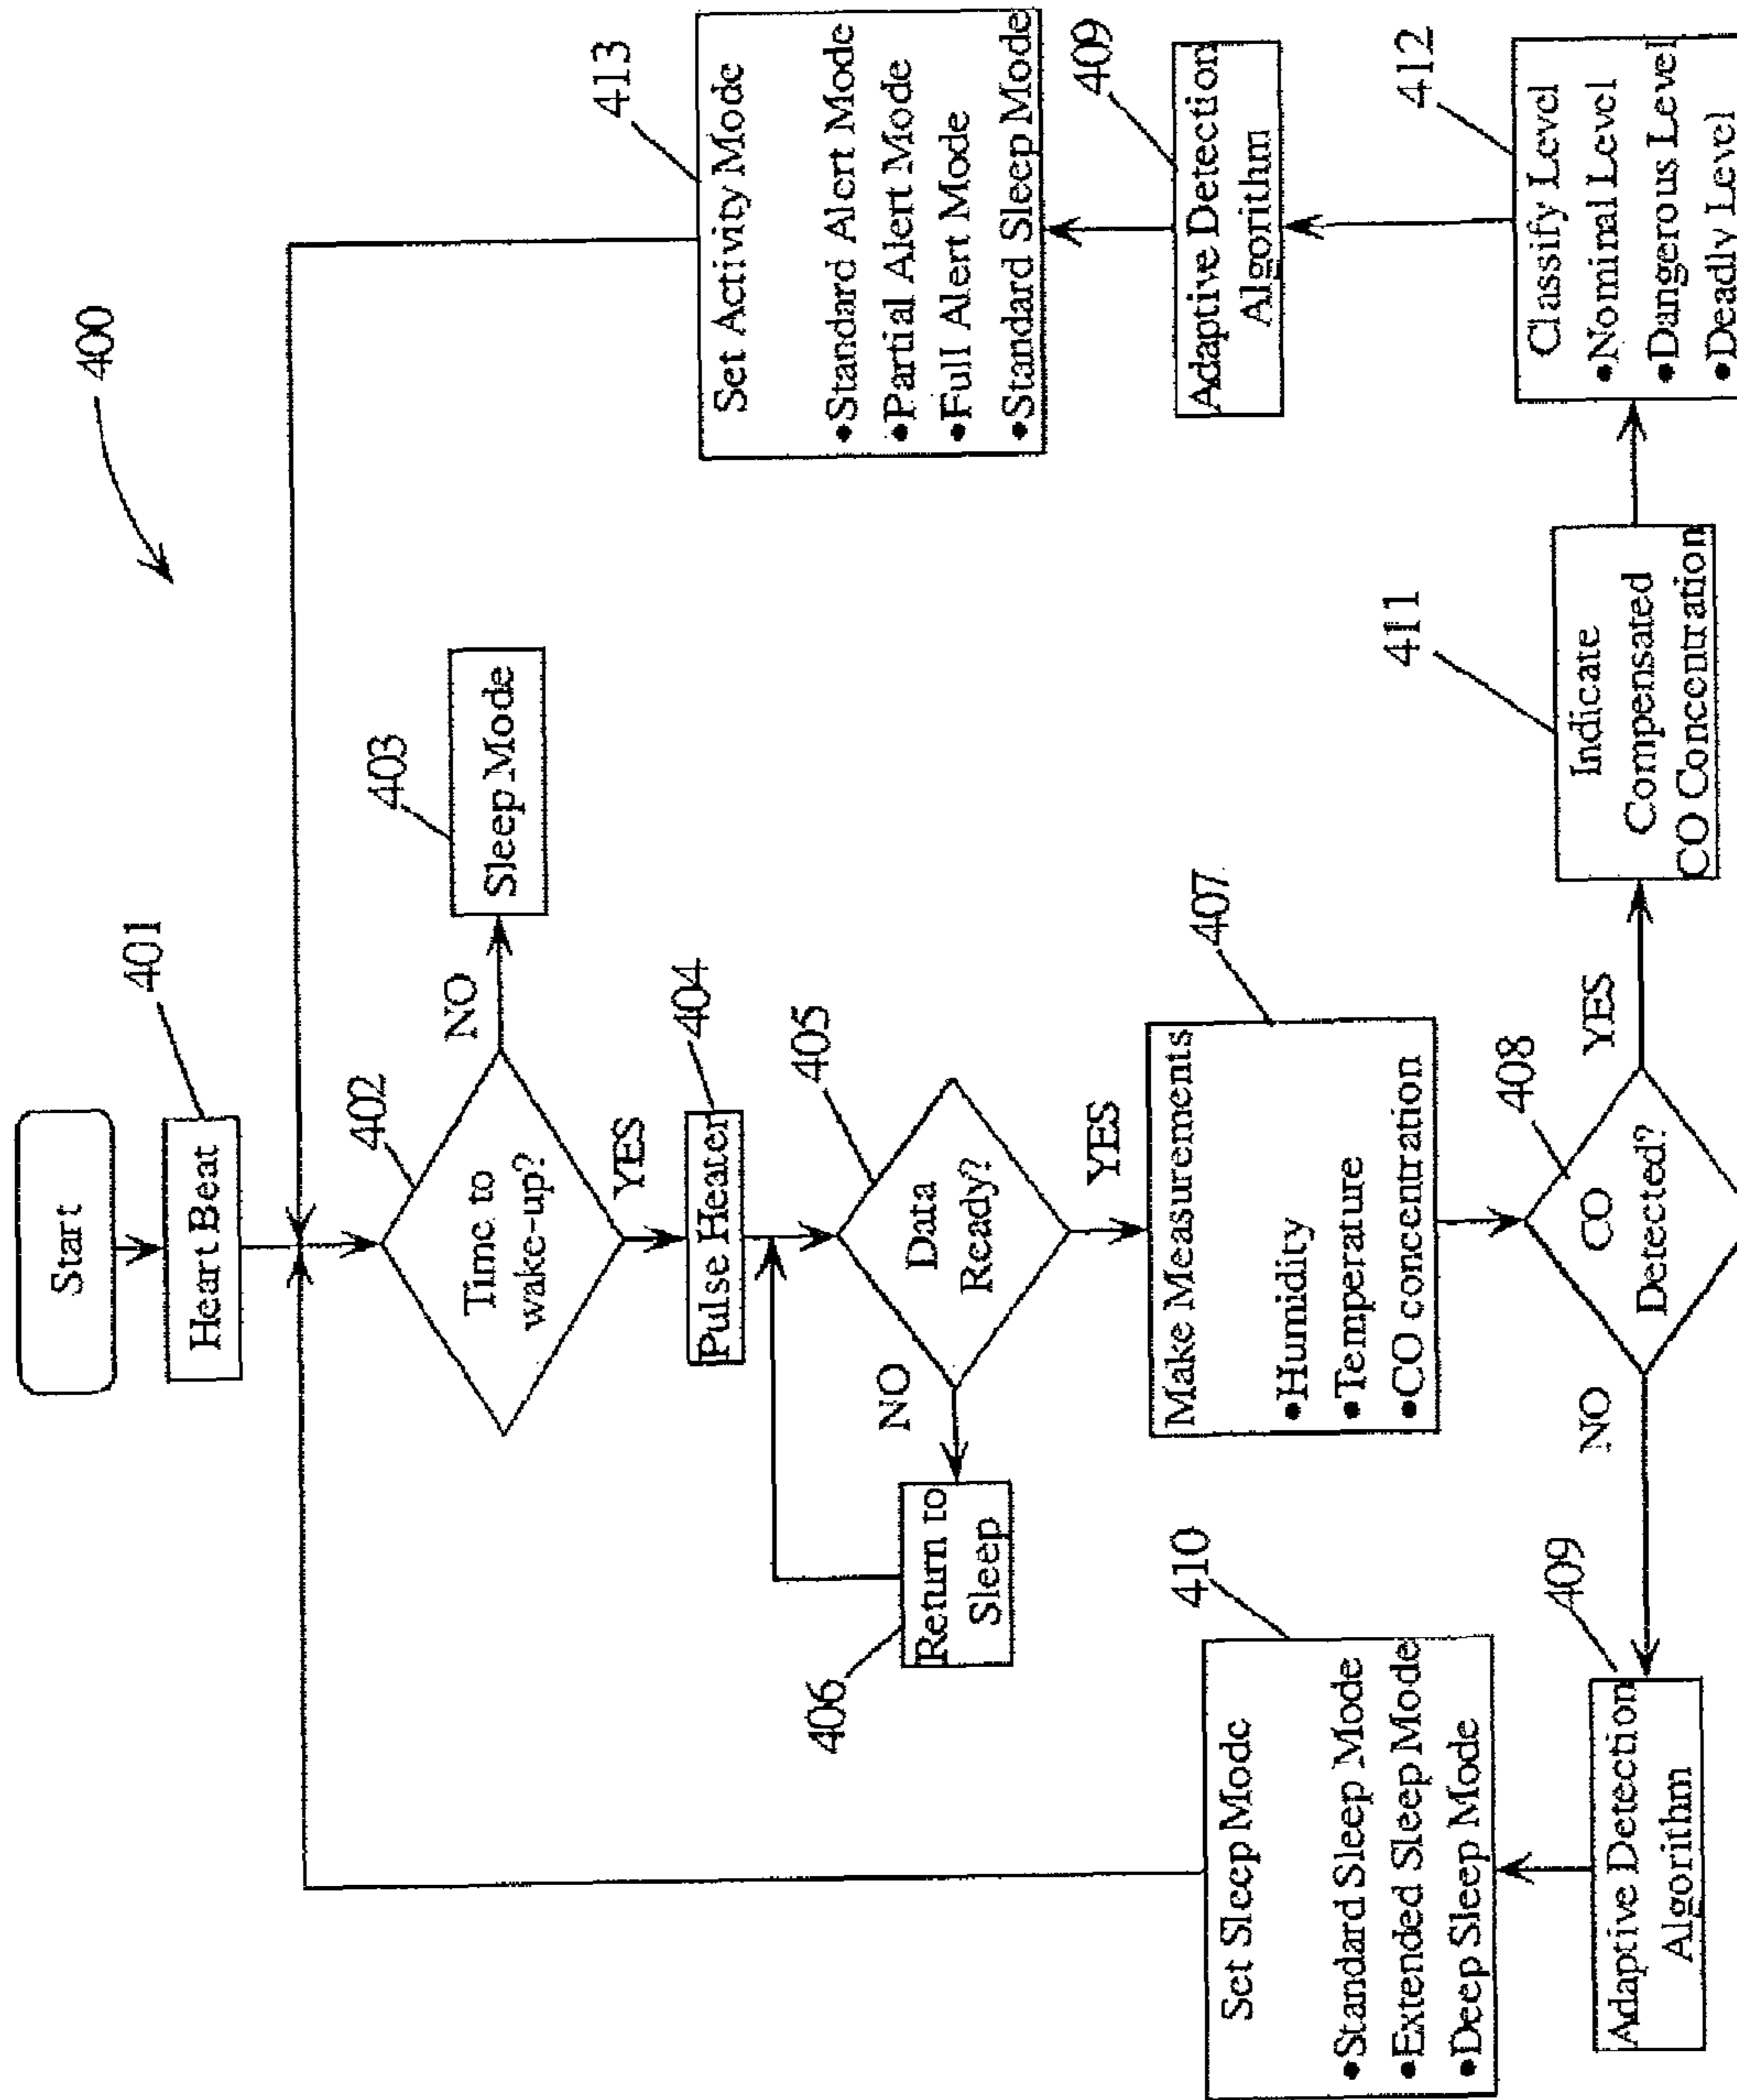 400
Start
Heart Beat
401
Time to
wake-up?
402
NO
Sleep Mode
403
YES
Pulse Heater
404
Data
Ready?
405
NO
Return to
Sleep
406
YES
Make Measurements
•Humidity
•Temperature
•CO concentration
407
CO
Detected?
408
NO
Adaptive Detection
Algorithm
409
Set Sleep Mode
•Standard Sleep Mode
•Extended Sleep Mode
•Deep Sleep Mode
410
YES
Indicate
Compensated
CO Concentration
411
Classify Level
•Nominal Level
•Dangerous Level
•Deadly Level
412
Adaptive Detection
Algorithm
409
Set Activity Mode
•Standard Alert Mode
•Partial Alert Mode
•Full Alert Mode
•Standard Sleep Mode
413